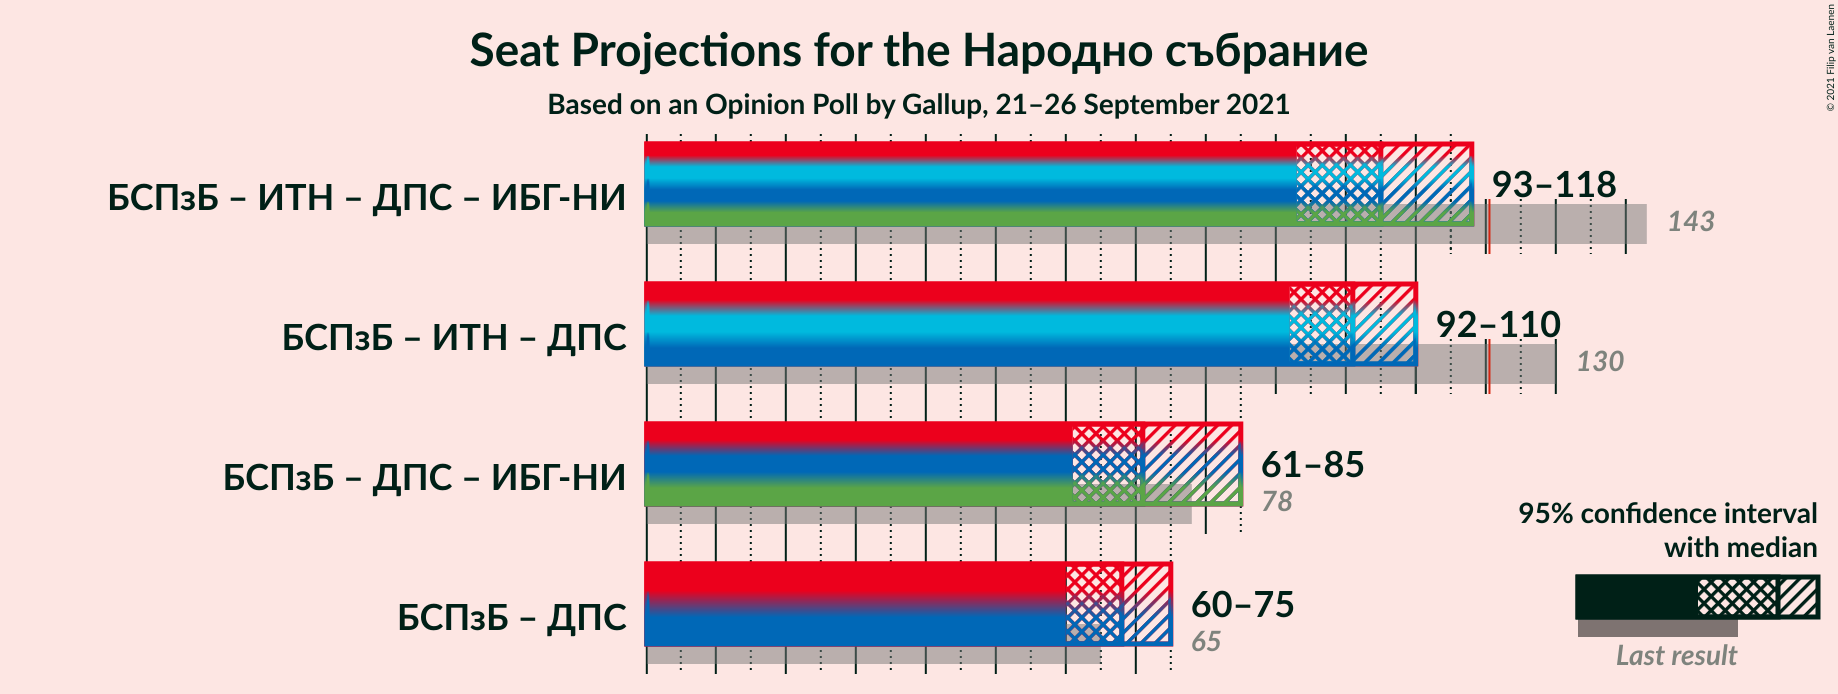 Seat Projections for the Народно събрание
Based on an Opinion Poll by Gallup, 21–26 September 2021
© 2021 Filip van Laenen
БСПзБ – ИТН – ДПС – ИБГ-НИ
93–118
143
БСПзБ – ИТН – ДПС
92–110
130
БСПзБ – ДПС – ИБГ-НИ
61–85
78
БСПзБ – ДПС
60–75
65
95% confidence interval
with median
Last result